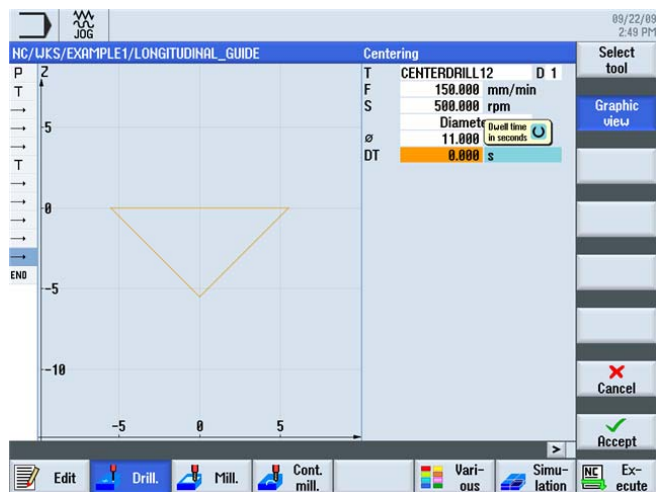 JOG
09/22/09
2:49 PM
NC/WKS/EXAMPLE1/LONGITUDINAL_GUIDE
Centering
Select tool
P
T
T
END
Z
5
0
-5
-10
-5
0
5
T CENTERDRILL12 D 1
F 150.000 mm/min
S 500.000 rpm
Diamete
ø 11.000
DT 0.000 s
Dwell time
in seconds
Graphic
view
Cancel
Accept
>
Edit
Drill.
Mill.
Cont.
mill.
Vari-
ous
Simu-
lation
NC
Ex-
ecute